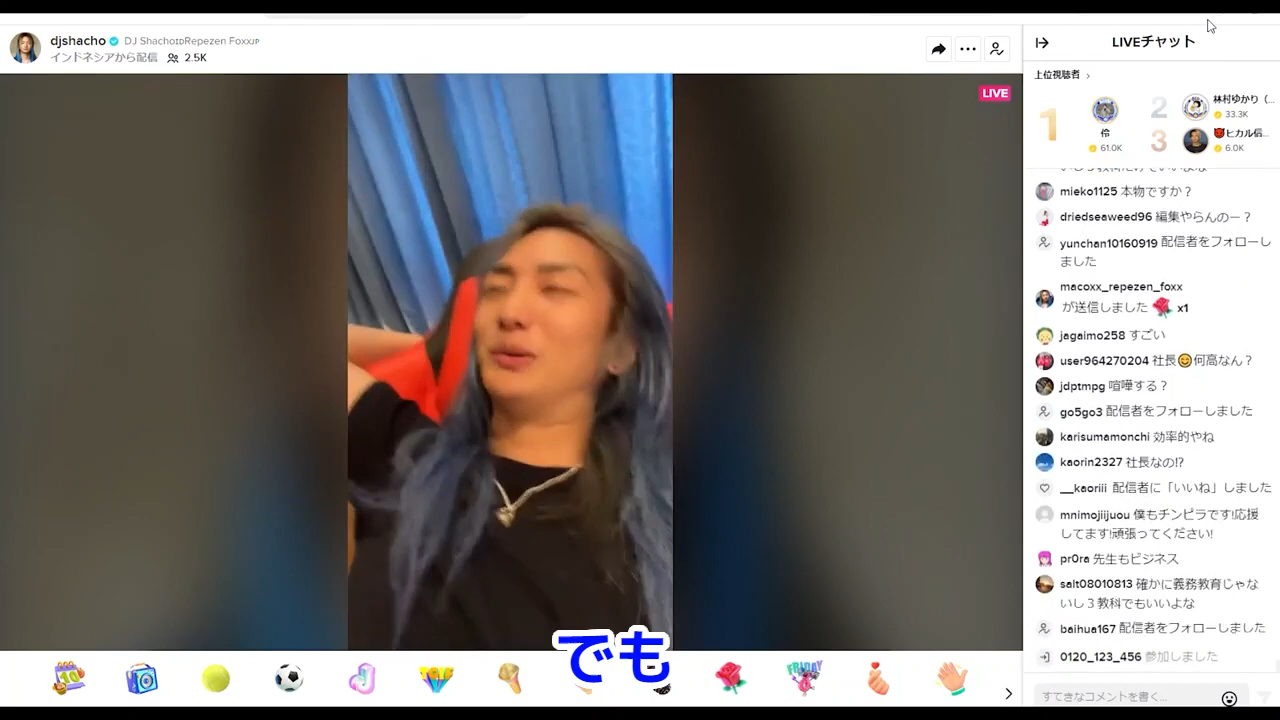 djshacho
DJ Shacho
Repezen Foxx
インドネシアから配信 2.5K
LIVE
LIVEチャット
上位視聴者
1
伶
61.0K
2
林村ゆかり（...
33.3K
3
ヒカル信...
6.0K
mieko1125 本物ですか？
driedseaweed96 編集やらんのー？
yunchan10160919 配信者をフォローし
ました
macoxx_repezen_foxx
が送信しました x1
jagaimo258 すごい
user964270204 社長😊何高なん？
jdptmpg 喧嘩する？
go5go3 配信者をフォローしました
karisumamonchi 効率的やね
kaorin2327 社長なの!?
__kaoriii 配信者に「いいね」しました
mnimojiijuou 僕もチンピラです!応援
してます!頑張ってください!
pr0ra 先生もビジネス
salt08010813 確かに義務教育じゃな
いし３教科でもいいよな
baihua167 配信者をフォローしました
0120_123_456 参加しました
でも
FRIDAY
すてきなコメントを書く...